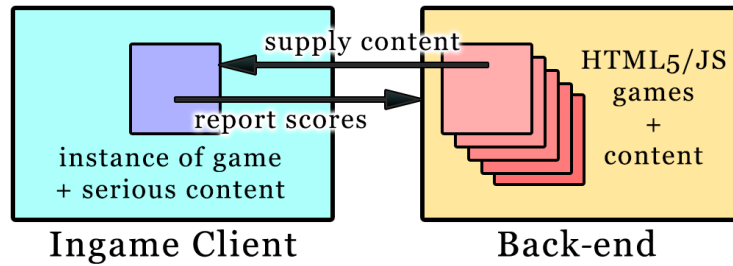 supply content
report scores
instance of game
+ serious content
HTML5/JS
games
+
content
Ingame Client
Back-end